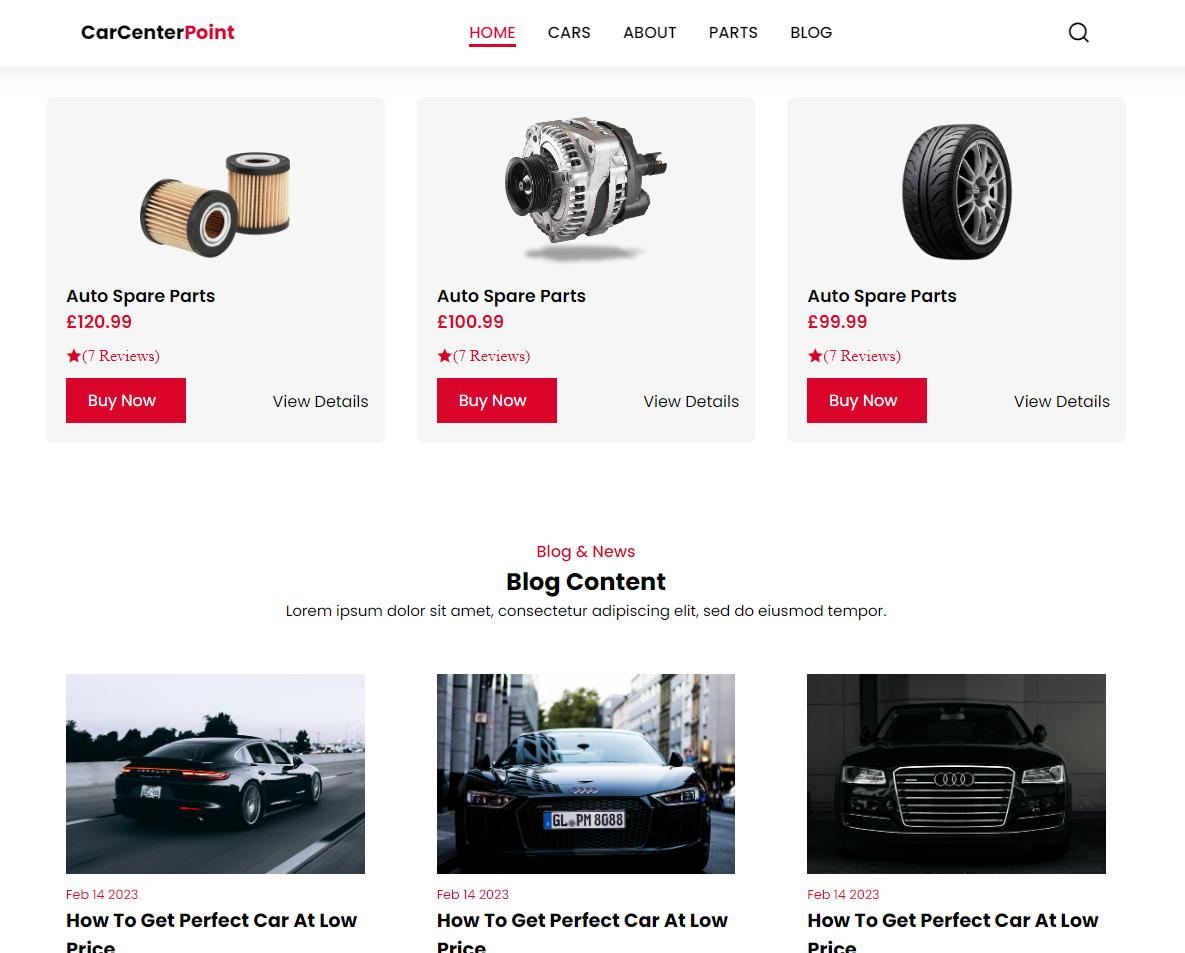 CarCenterPoint HOME CARS ABOUT PARTS BLOG
Auto Spare Parts Auto Spare Parts Auto Spare Parts
£120.99 £100.99 £99.99
(7 Reviews) (7 Reviews) (7 Reviews)
Buy Now View Details Buy Now View Details Buy Now View Details
Blog & News
Blog Content
Lorem ipsum dolor sit amet, consectetur adipiscing elit, sed do eiusmod tempor.
PORSCHE
GL PM 8088
Feb 14 2023 Feb 14 2023 Feb 14 2023
How To Get Perfect Car At Low How To Get Perfect Car At Low How To Get Perfect Car At Low
Price Price Price